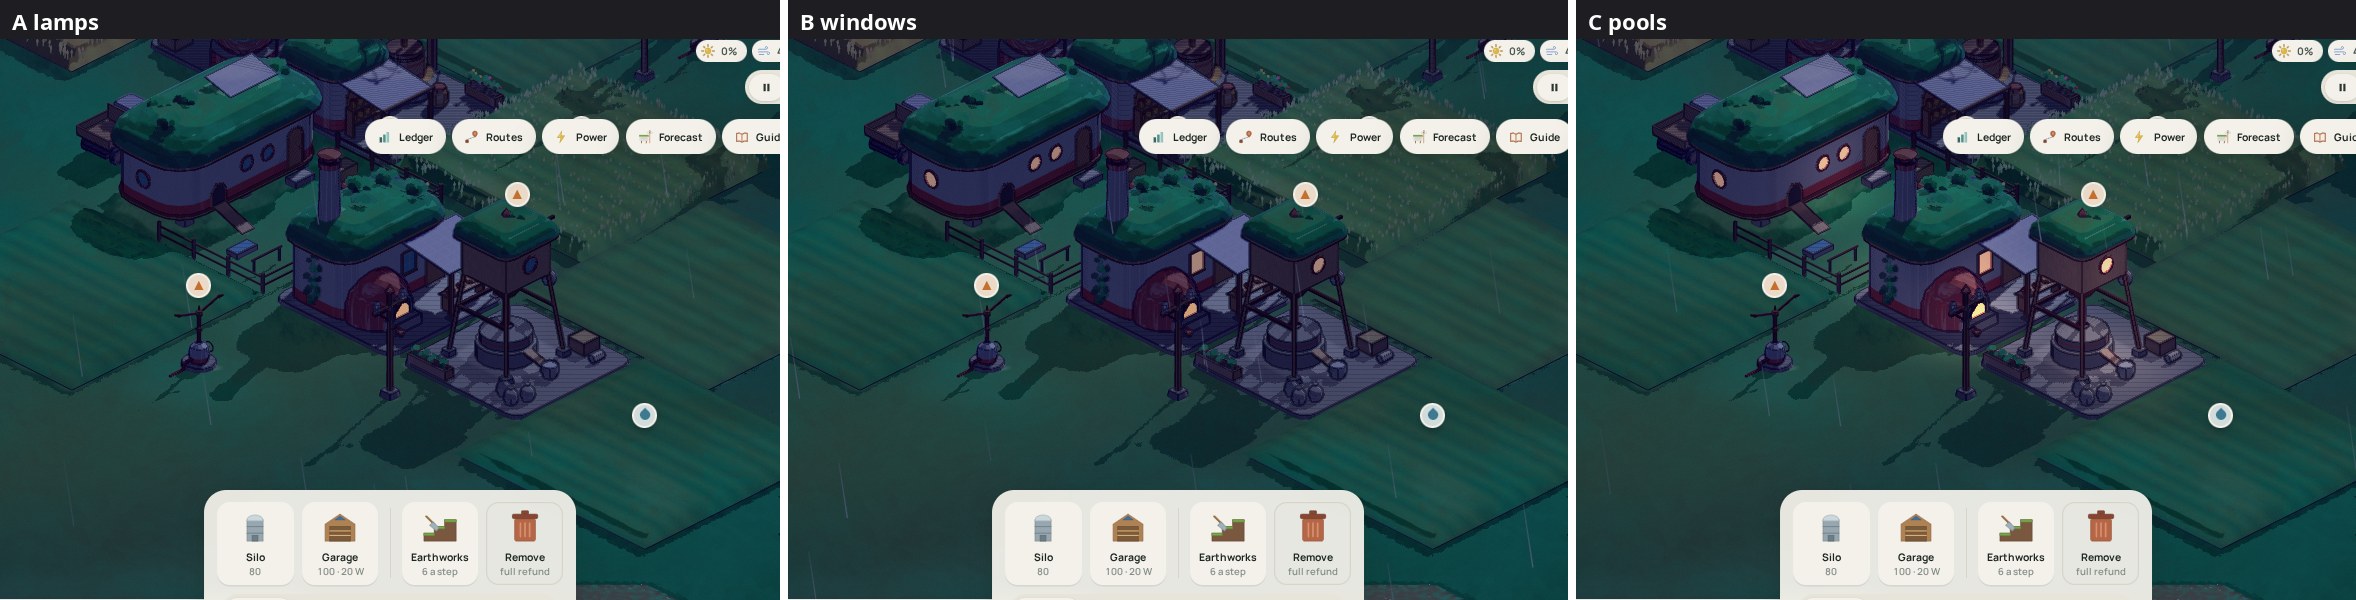 A lamps
0%
Ledger
Routes
Power
Forecast
Silo
80
Garage
100 · 20 W
Earthworks
6 a step
Remove
full refund
B windows
0%
Ledger
Routes
Power
Forecast
Guide
Silo
80
Garage
100 · 20 W
Earthworks
6 a step
Remove
full refund
C pools
0%
Ledger
Routes
Power
Forecast
Silo
80
Garage
100 · 20 W
Earthworks
6 a step
Remove
full refund